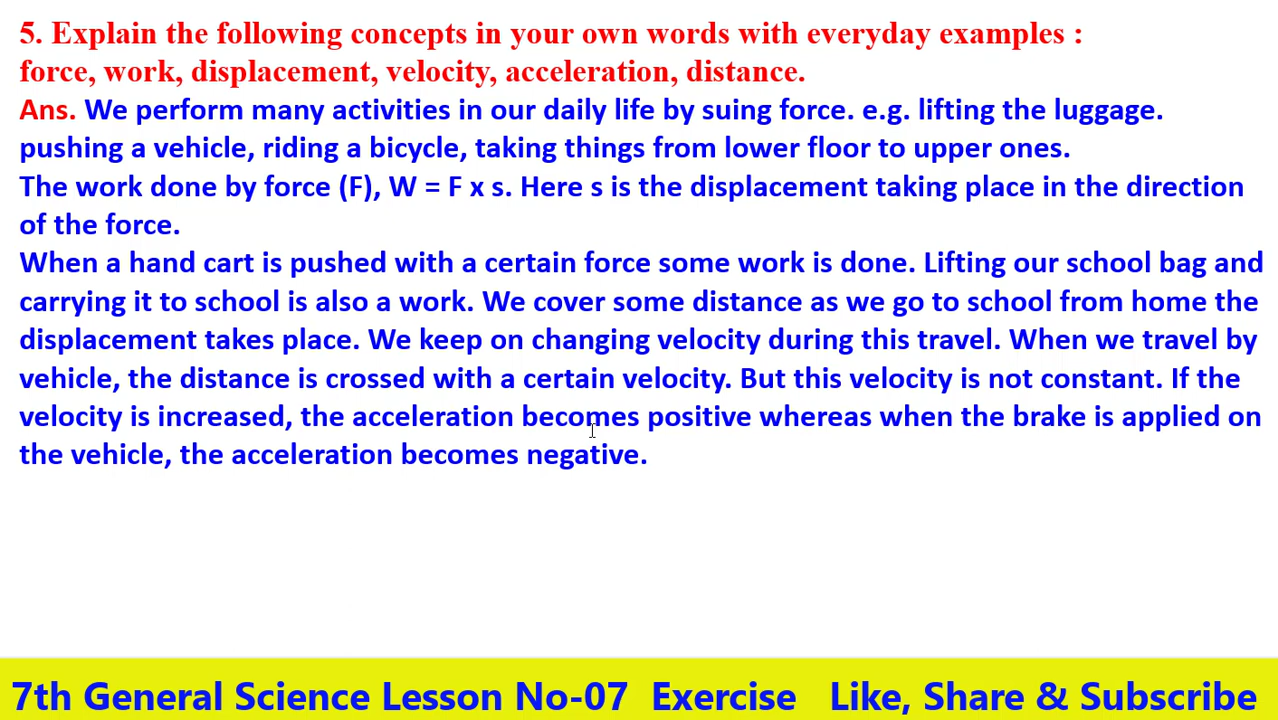 5. Explain the following concepts in your own words with everyday examples :
force, work, displacement, velocity, acceleration, distance.
Ans. We perform many activities in our daily life by suing force. e.g. lifting the luggage.
pushing a vehicle, riding a bicycle, taking things from lower floor to upper ones.
The work done by force (F), W = F x s. Here s is the displacement taking place in the direction
of the force.
When a hand cart is pushed with a certain force some work is done. Lifting our school bag and
carrying it to school is also a work. We cover some distance as we go to school from home the
displacement takes place. We keep on changing velocity during this travel. When we travel by
vehicle, the distance is crossed with a certain velocity. But this velocity is not constant. If the
velocity is increased, the acceleration becomes positive whereas when the brake is applied on
the vehicle, the acceleration becomes negative.
7th General Science Lesson No-07 Exercise Like, Share & Subscribe